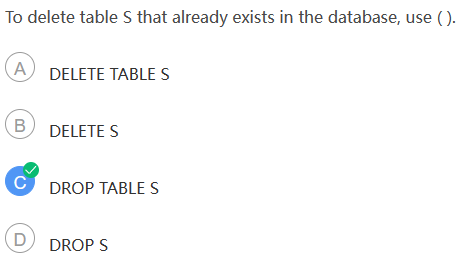 To delete table S that already exists in the database, use ( ).
A DELETE TABLE S
B DELETE S
C DROP TABLE S
D DROP S